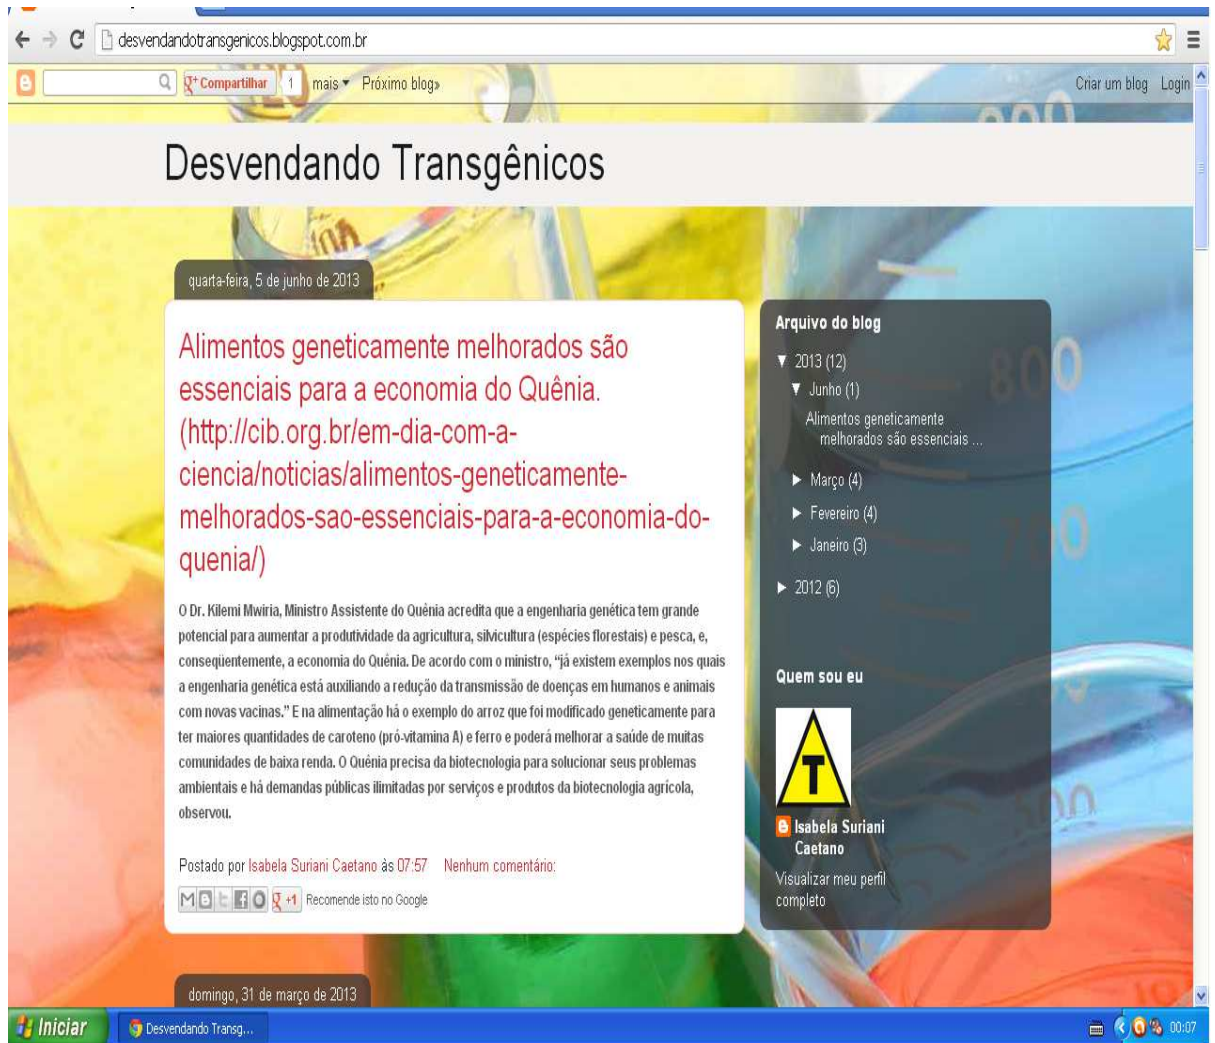 desvendandotransgenicos.blogspot.com.br
g+ Compartilhar 1 mais Próximo blog»
Criar um blog Login
Desvendando Transgênicos
quarta-feira, 5 de junho de 2013
Alimentos geneticamente melhorados são
essenciais para a economia do Quênia.
(http://cib.org.br/em-dia-com-a-
ciencia/noticias/alimentos-geneticamente-
melhorados-sao-essenciais-para-a-economia-do-
quenia/)
O Dr. Kilemi Mwiria, Ministro Assistente do Quênia acredita que a engenharia genética tem grande
potencial para aumentar a produtividade da agricultura, silvicultura (espécies florestais) e pesca, e,
conseqüentemente, a economia do Quênia. De acordo com o ministro, “já existem exemplos nos quais
a engenharia genética está auxiliando a redução da transmissão de doenças em humanos e animais
com novas vacinas.” E na alimentação há o exemplo do arroz que foi modificado geneticamente para
ter maiores quantidades de caroteno (pró-vitamina A) e ferro e poderá melhorar a saúde de muitas
comunidades de baixa renda. O Quênia precisa da biotecnologia para solucionar seus problemas
ambientais e há demandas públicas ilimitadas por serviços e produtos da biotecnologia agrícola,
observou.
Postado por Isabela Suriani Caetano às 07:57 Nenhum comentário:
g +1 Recomende isto no Google
domingo, 31 de março de 2013
Arquivo do blog
▼ 2013 (12)
▼ Junho (1)
Alimentos geneticamente
melhorados são essenciais ...
► Março (4)
► Fevereiro (4)
► Janeiro (3)
► 2012 (6)
Quem sou eu
T
Isabela Suriani
Caetano
Visualizar meu perfil
completo
800
700
500
Iniciar
Desvendando Transg...
00:07